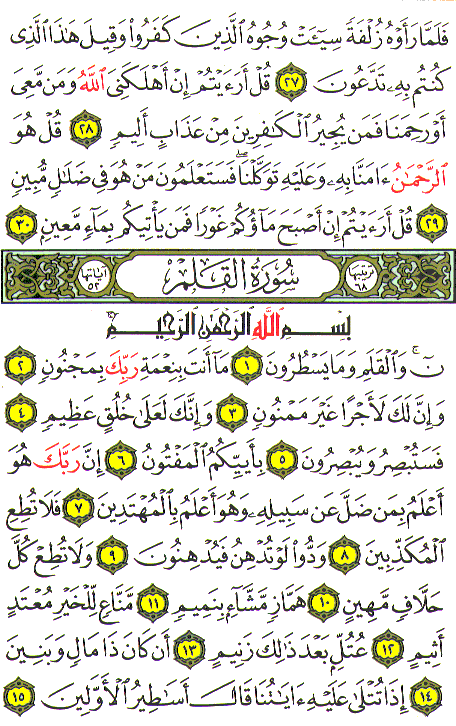 فَلَمَّا رَأَوْهُ زُلْفَةً سِيٓـَٔتْ وُجُوهُ ٱلَّذِينَ كَفَرُوا۟ وَقِيلَ هَـٰذَا ٱلَّذِى
كُنتُم بِهِۦ تَدَّعُونَ ٢٧ قُلْ أَرَءَيْتُمْ إِنْ أَهْلَكَنِىَ ٱللَّهُ وَمَن مَّعِىَ
أَوْ رَحِمَنَا فَمَن يُجِيرُ ٱلْكَـٰفِرِينَ مِنْ عَذَابٍ أَلِيمٍ ٢٨ قُلْ هُوَ
ٱلرَّحْمَـٰنُ ءَامَنَّا بِهِۦ وَعَلَيْهِ تَوَكَّلْنَا ۖ فَسَتَعْلَمُونَ مَنْ هُوَ فِى ضَلَـٰلٍ مُّبِينٍ
٢٩ قُلْ أَرَءَيْتُمْ إِنْ أَصْبَحَ مَآؤُكُمْ غَوْرًا فَمَن يَأْتِيكُم بِمَآءٍ مَّعِينٍ ٣٠
ترتيبها ٦٨ سُورَةُ ٱلْقَلَمِ آياتها ٥٢
بِسْمِ ٱللَّهِ ٱلرَّحْمَـٰنِ ٱلرَّحِيمِ
نٓ ۚ وَٱلْقَلَمِ وَمَا يَسْطُرُونَ ١ مَآ أَنتَ بِنِعْمَةِ رَبِّكَ بِمَجْنُونٍ ٢
وَإِنَّ لَكَ لَأَجْرًا غَيْرَ مَمْنُونٍ ٣ وَإِنَّكَ لَعَلَىٰ خُلُقٍ عَظِيمٍ ٤
فَسَتُبْصِرُ وَيُبْصِرُونَ ٥ بِأَييِّكُمُ ٱلْمَفْتُونُ ٦ إِنَّ رَبَّكَ هُوَ
أَعْلَمُ بِمَن ضَلَّ عَن سَبِيلِهِۦ وَهُوَ أَعْلَمُ بِٱلْمُهْتَدِينَ ٧ فَلَا تُطِعِ
ٱلْمُكَذِّبِينَ ٨ وَدُّوا۟ لَوْ تُدْهِنُ فَيُدْهِنُونَ ٩ وَلَا تُطِعْ كُلَّ
حَلَّافٍ مَّهِينٍ ١٠ هَمَّازٍ مَّشَّآءٍۭ بِنَمِيمٍ ١١ مَّنَّاعٍ لِّلْخَيْرِ مُعْتَدٍ
أَثِيمٍ ١٢ عُتُلٍّۭ بَعْدَ ذَٰلِكَ زَنِيمٍ ١٣ أَن كَانَ ذَا مَالٍ وَبَنِينَ
١٤ إِذَا تُتْلَىٰ عَلَيْهِ ءَايَـٰتُنَا قَالَ أَسَـٰطِيرُ ٱلْأَوَّلِينَ ١٥